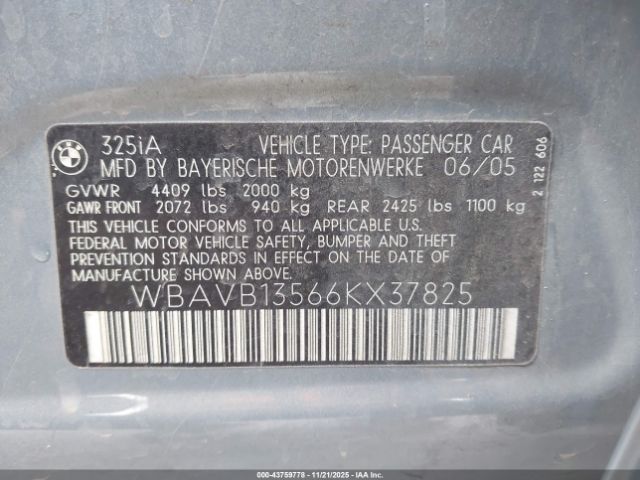 325iA VEHICLE TYPE: PASSENGER CAR
MFD BY BAYERISCHE MOTORENWERKE 06/05
GVWR 4409 lbs 2000 kg
GAWR FRONT 2072 lbs 940 kg REAR 2425 lbs 1100 kg
THIS VEHICLE CONFORMS TO ALL APPLICABLE U.S.
FEDERAL MOTOR VEHICLE SAFETY, BUMPER AND THEFT
PREVENTION STANDARDS IN EFFECT ON THE DATE OF
MANUFACTURE SHOWN ABOVE.
WBAVB13566KX37825
2 122 606
000-43759778 - 11/21/2025 - IAAI.COM